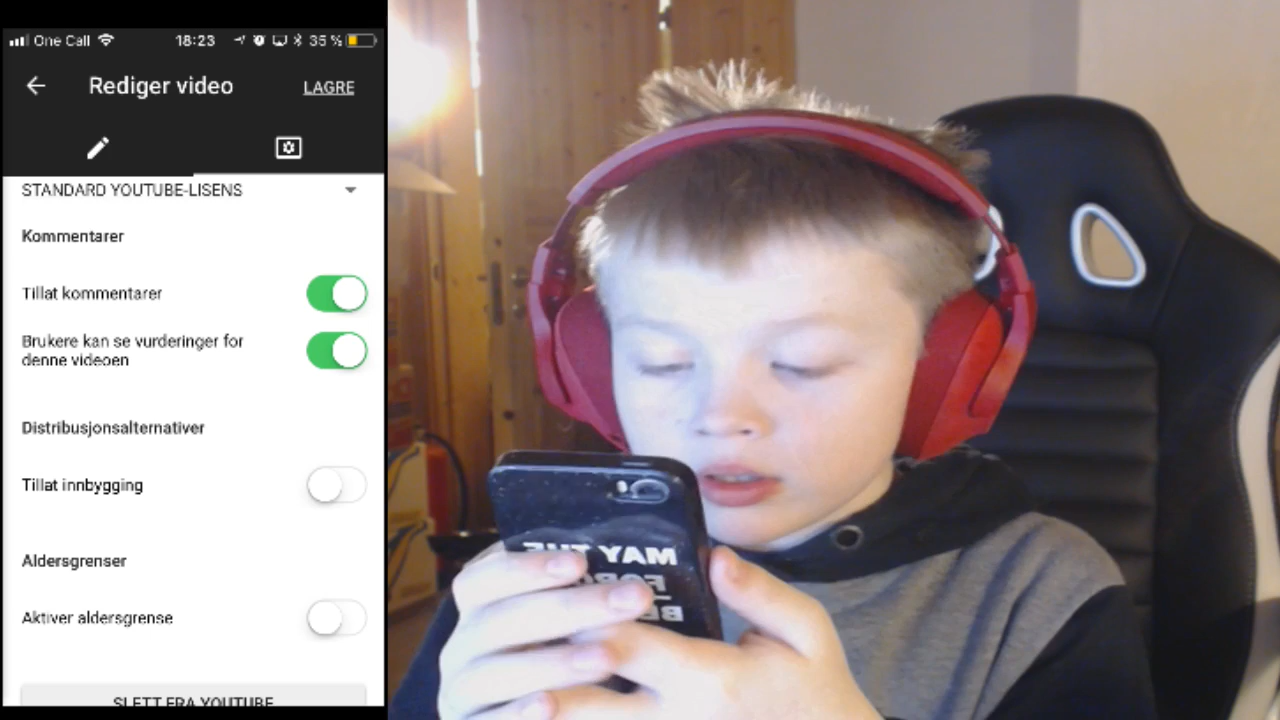 One Call 18:23 35 %
Rediger video LAGRE
STANDARD YOUTUBE-LISENS
Kommentarer
Tillat kommentarer
Brukere kan se vurderinger for
denne videoen
Distribusjonsalternativer
Tillat innbygging
Aldersgrenser
Aktiver aldersgrense
SLETT FRA YOUTUBE
MAY THE